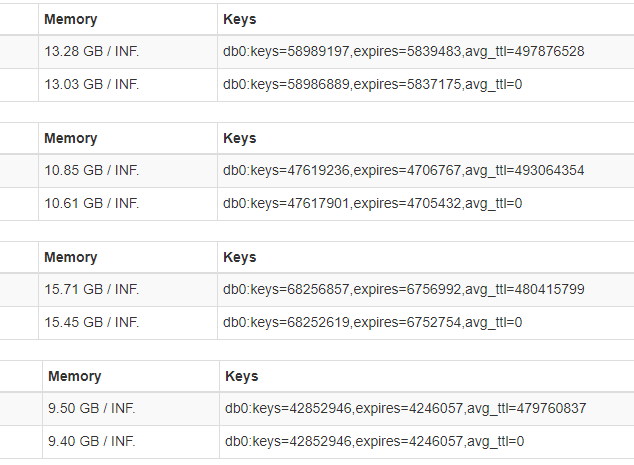 Memory Keys
13.28 GB / INF. db0:keys=58989197,expires=5839483,avg_ttl=497876528
13.03 GB / INF. db0:keys=58986889,expires=5837175,avg_ttl=0
Memory Keys
10.85 GB / INF. db0:keys=47619236,expires=4706767,avg_ttl=493064354
10.61 GB / INF. db0:keys=47617901,expires=4705432,avg_ttl=0
Memory Keys
15.71 GB / INF. db0:keys=68256857,expires=6756992,avg_ttl=480415799
15.45 GB / INF. db0:keys=68252619,expires=6752754,avg_ttl=0
Memory Keys
9.50 GB / INF. db0:keys=42852946,expires=4246057,avg_ttl=479760837
9.40 GB / INF. db0:keys=42852946,expires=4246057,avg_ttl=0